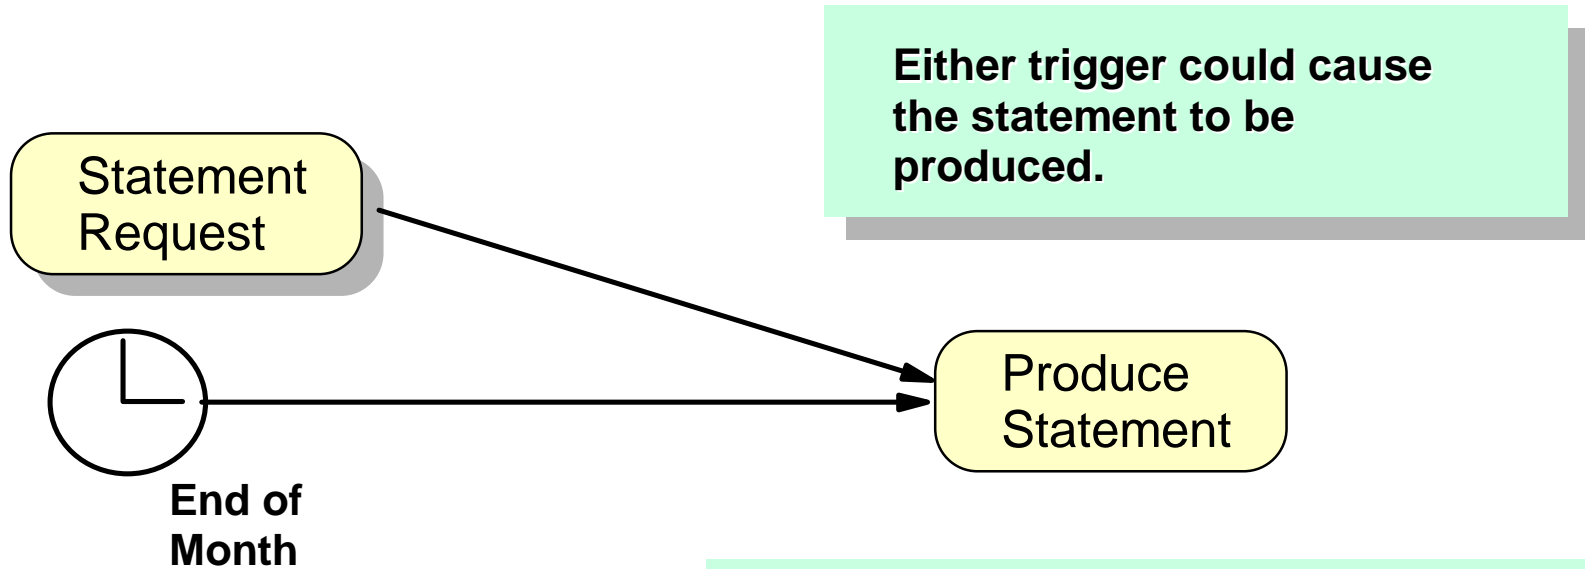 Either trigger could cause
the statement to be
produced.
Statement
Request
Produce
Statement
End of
Month